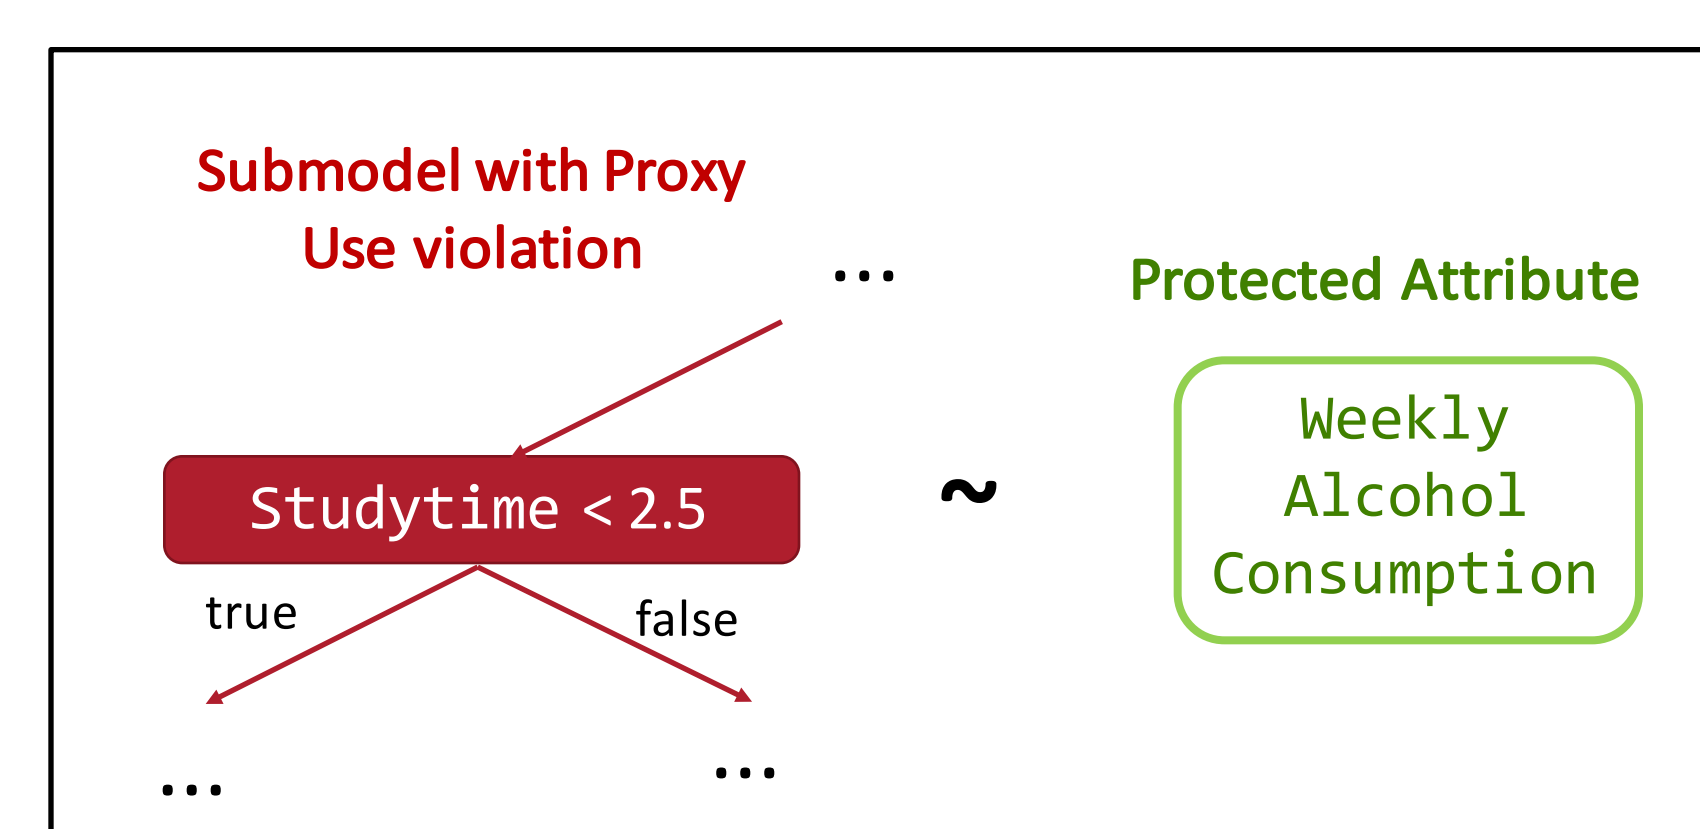 Submodel with Proxy
Use violation
...
Protected Attribute
Studytime < 2.5
~
Weekly
Alcohol
Consumption
true
false
...
...